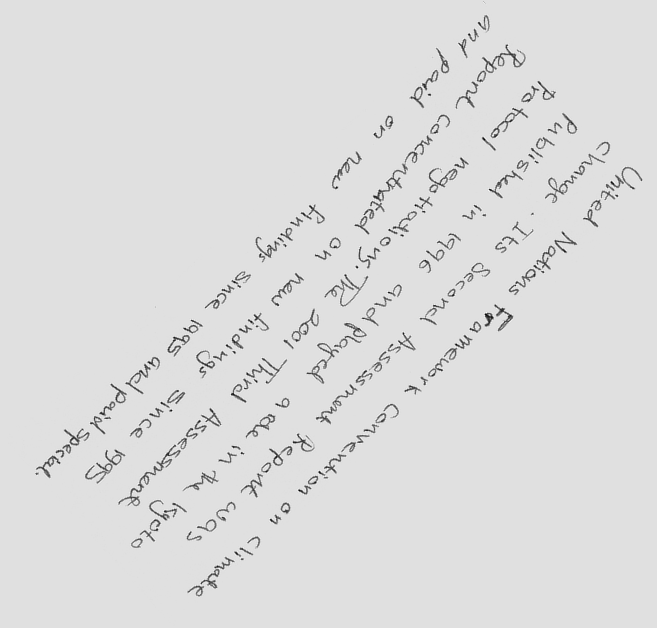 United Nations Framework Convention on Climate
change. Its Second Assessment Report was
Published in 1996 and played a role in the Kyoto
Protocol negotiations. The 2001 Third Assessment
Report concentrated on new findings since 1995
and paid on new findings since 1995 and paid special.